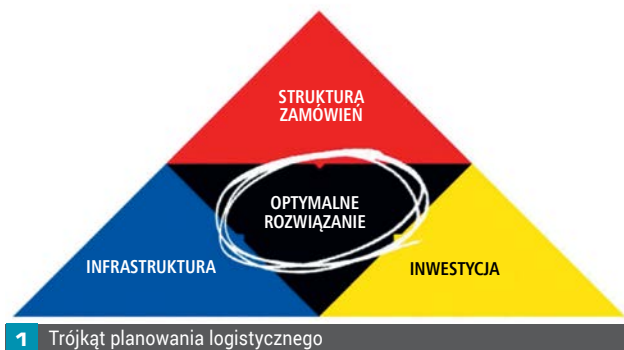 STRUKTURA
ZAMÓWIEŃ
OPTYMALNE
ROZWIĄZANIE
INFRASTRUKTURA
INWESTYCJA
1 Trójkąt planowania logistycznego